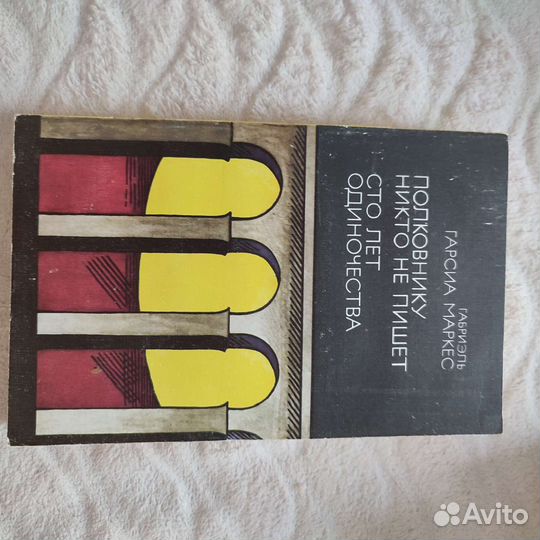 ГАБРИЭЛЬ
ГАРСИА МАРКЕС
ПОЛКОВНИКУ
НИКТО НЕ ПИШЕТ
СТО ЛЕТ
ОДИНОЧЕСТВА
Avito